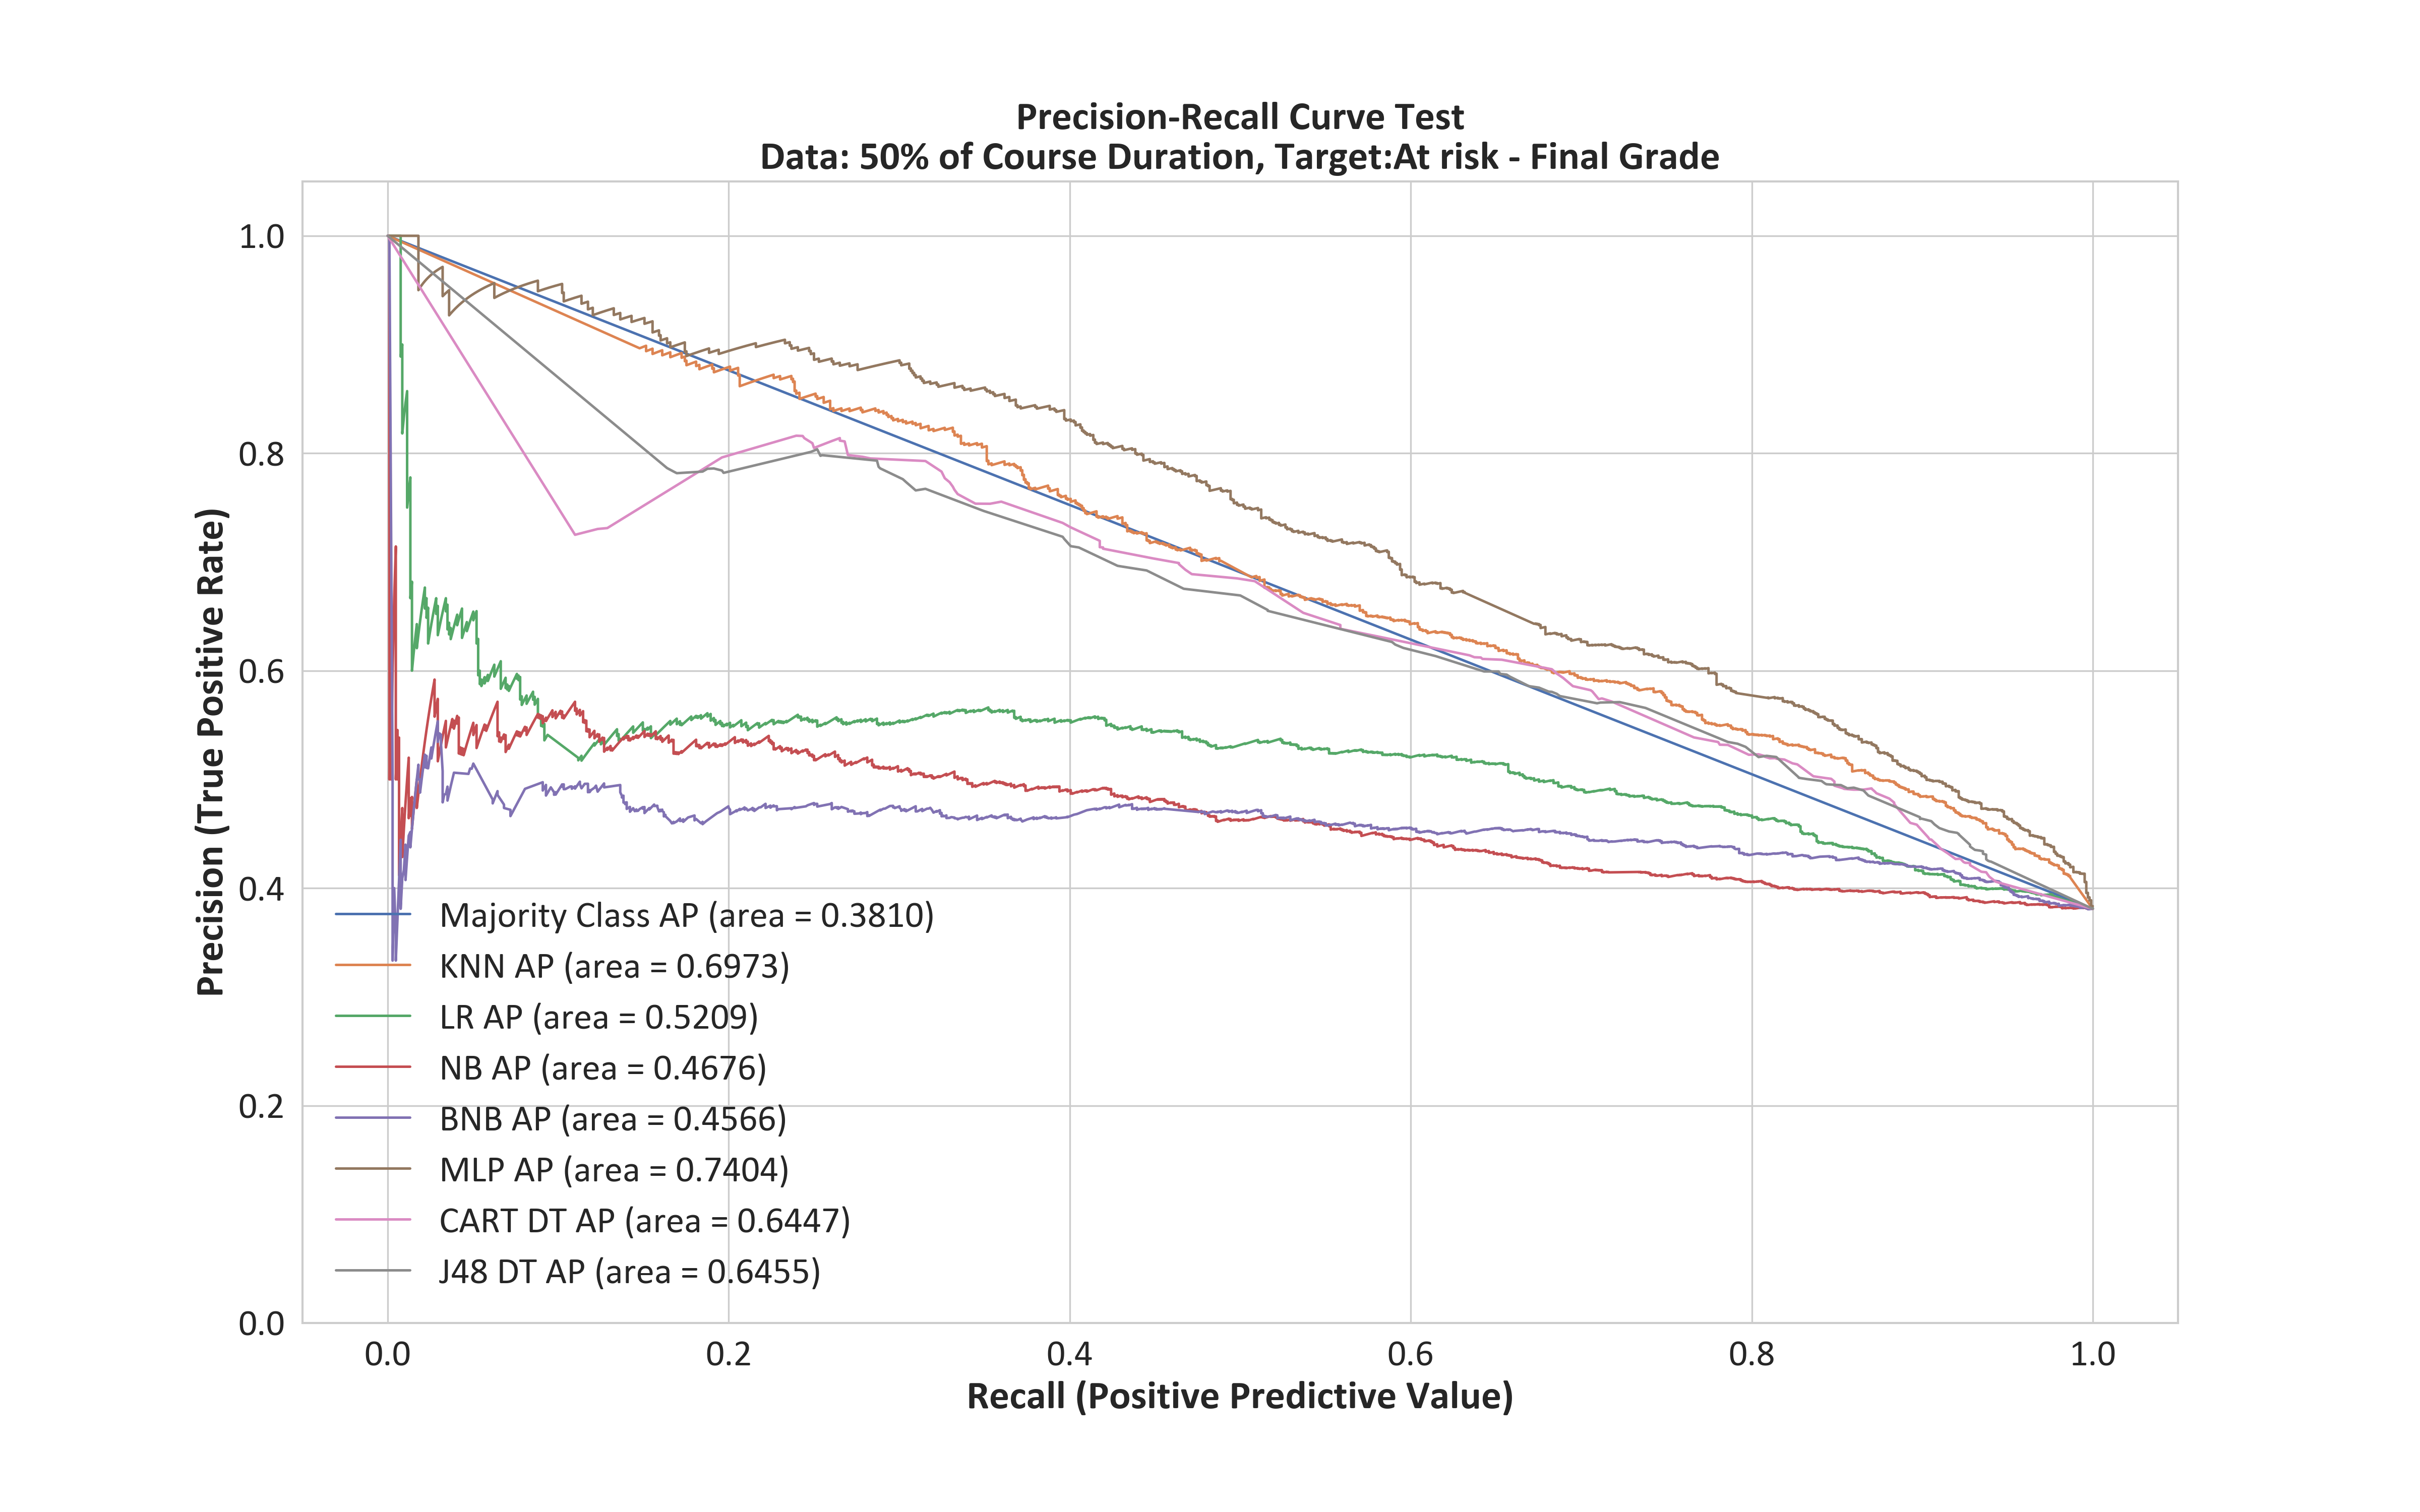 Precision-Recall Curve Test
Data: 50% of Course Duration, Target:At risk - Final Grade
Precision (True Positive Rate)
1.0
0.8
0.6
0.4
0.2
0.0
Majority Class AP (area = 0.3810)
KNN AP (area = 0.6973)
LR AP (area = 0.5209)
NB AP (area = 0.4676)
BNB AP (area = 0.4566)
MLP AP (area = 0.7404)
CART DT AP (area = 0.6447)
J48 DT AP (area = 0.6455)
0.0 0.2 0.4 0.6 0.8 1.0
Recall (Positive Predictive Value)